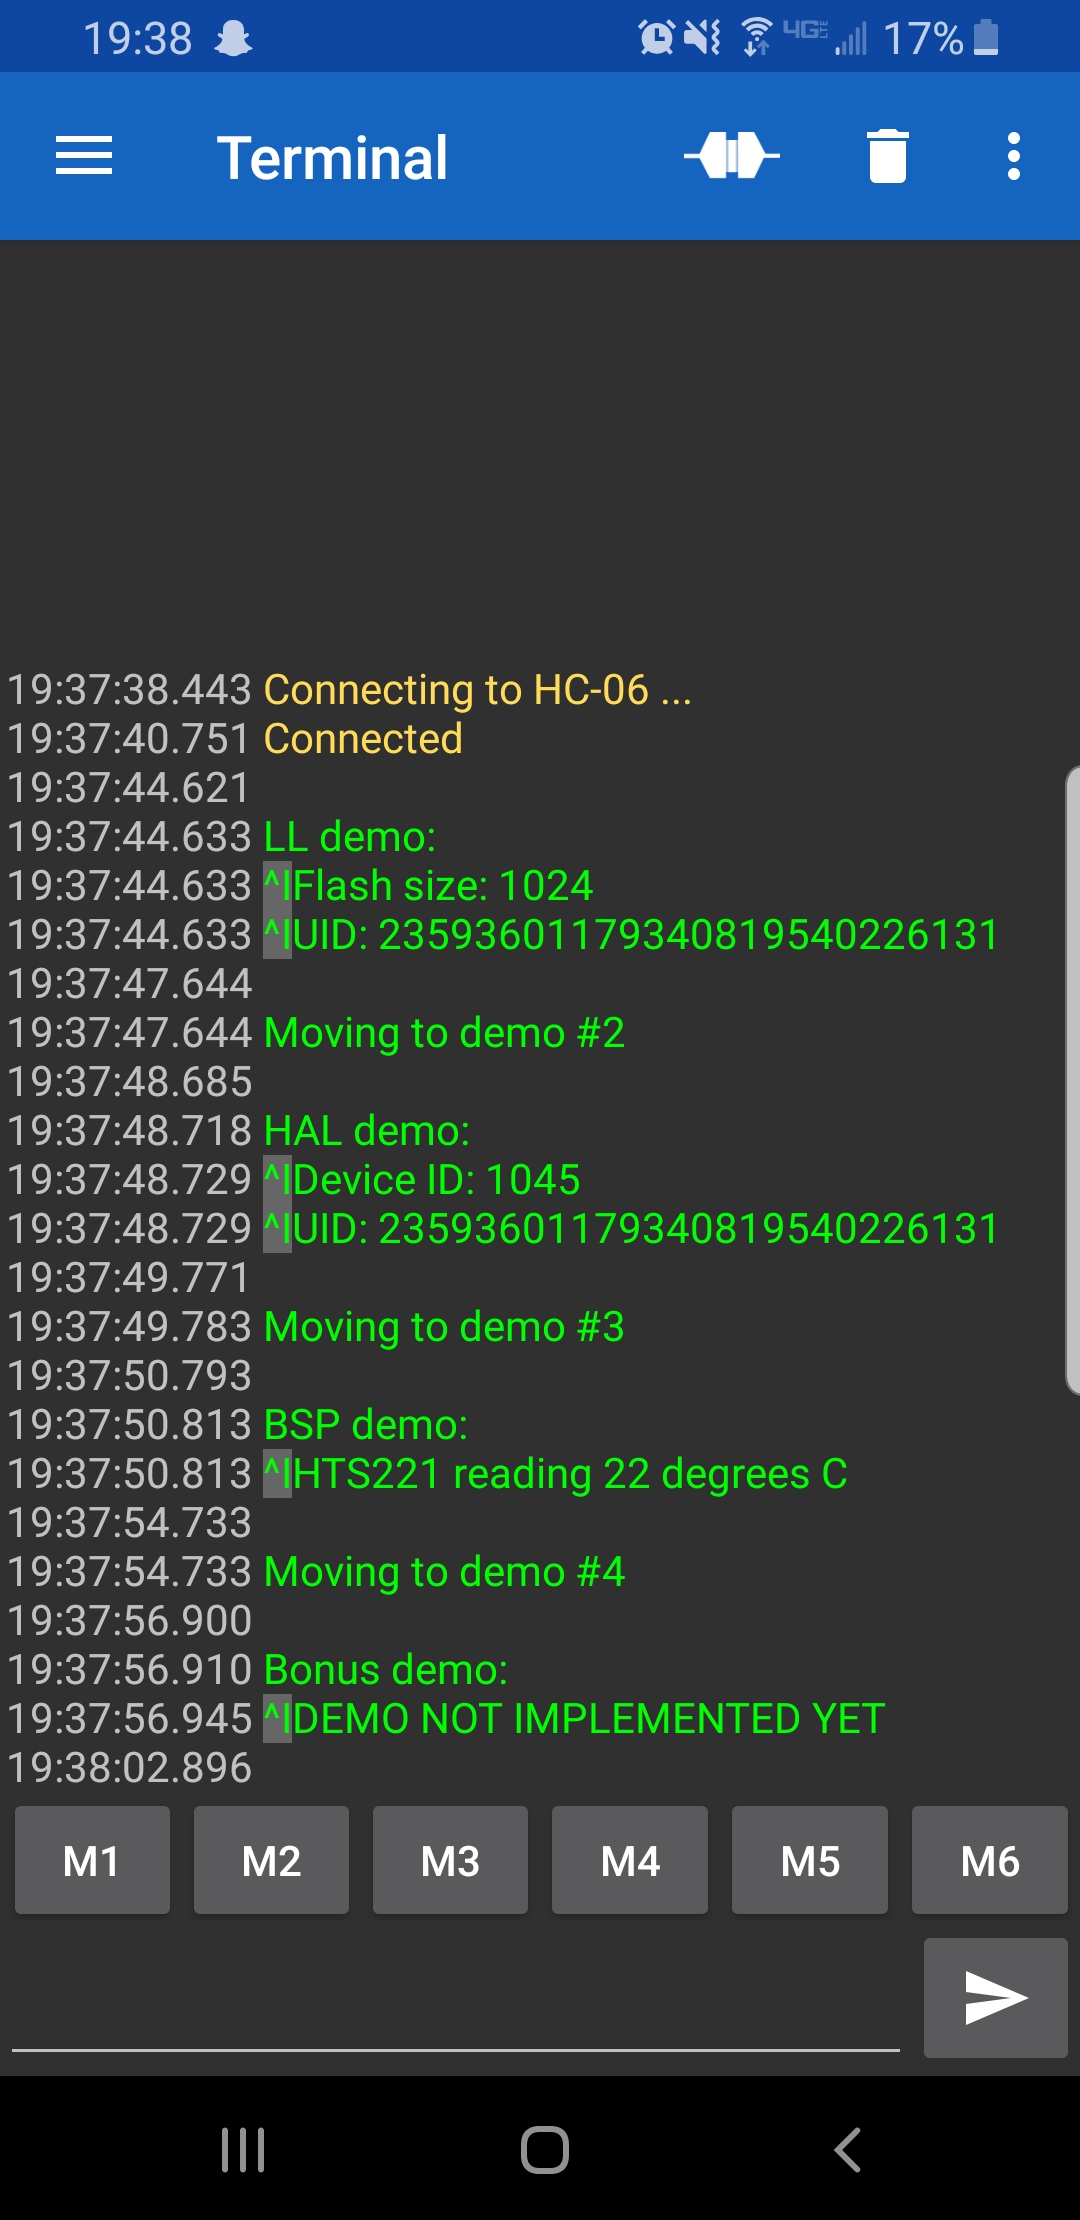 19:38 4G LTE 17%
Terminal
19:37:38.443 Connecting to HC-06 ...
19:37:40.751 Connected
19:37:44.621
19:37:44.633 LL demo:
19:37:44.633 ^IFlash size: 1024
19:37:44.633 ^IUID: 2359360117934081954022613​1
19:37:47.644
19:37:47.644 Moving to demo #2
19:37:48.685
19:37:48.718 HAL demo:
19:37:48.729 ^IDevice ID: 1045
19:37:48.729 ^IUID: 23593601179340819540226131
19:37:49.771
19:37:49.783 Moving to demo #3
19:37:50.793
19:37:50.813 BSP demo:
19:37:50.813 ^IHTS221 reading 22 degrees C
19:37:54.733
19:37:54.733 Moving to demo #4
19:37:56.900
19:37:56.910 Bonus demo:
19:37:56.945 ^IDEMO NOT IMPLEMENTED YET
19:38:02.896
M1 M2 M3 M4 M5 M6